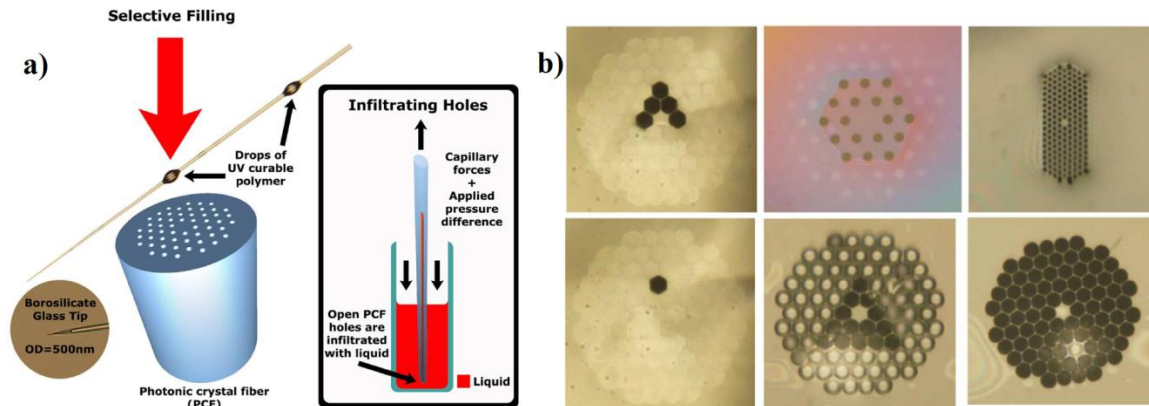 Selective Filling
a)
Drops of
UV curable
polymer
Borosilicate
Glass Tip
OD=500nm
Photonic crystal fiber
(PCF)
Infiltrating Holes
Capillary
forces
+
Applied
pressure
difference
Open PCF
holes are
infiltrated
with liquid
Liquid
b)